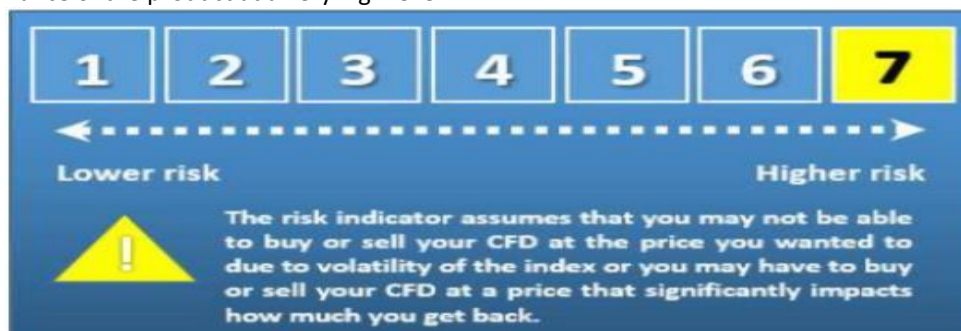 1 2 3 4 5 6 7
Lower risk Higher risk
!
The risk indicator assumes that you may not be able
to buy or sell your CFD at the price you wanted to
due to volatility of the index or you may have to buy
or sell your CFD at a price that significantly impacts
how much you get back.